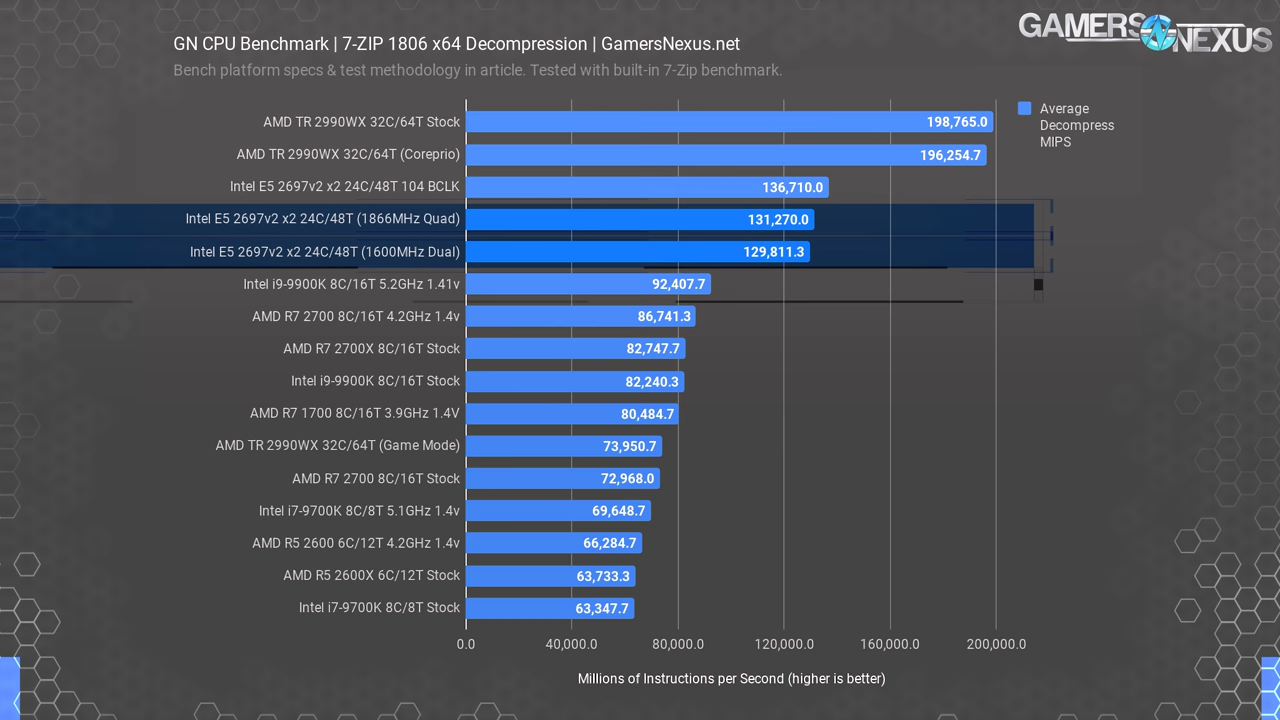 GAMERS NEXUS
GN CPU Benchmark | 7-ZIP 1806 x64 Decompression | GamersNexus.net
Bench platform specs & test methodology in article. Tested with built-in 7-Zip benchmark.
Average
Decompress
MIPS
AMD TR 2990WX 32C/64T Stock 198,765.0
AMD TR 2990WX 32C/64T (Coreprio) 196,254.7
Intel E5 2697v2 x2 24C/48T 104 BCLK 136,710.0
Intel E5 2697v2 x2 24C/48T (1866MHz Quad) 131,270.0
Intel E5 2697v2 x2 24C/48T (1600MHz Dual) 129,811.3
Intel i9-9900K 8C/16T 5.2GHz 1.41v 92,407.7
AMD R7 2700 8C/16T 4.2GHz 1.4v 86,741.3
AMD R7 2700X 8C/16T Stock 82,747.7
Intel i9-9900K 8C/16T Stock 82,240.3
AMD R7 1700 8C/16T 3.9GHz 1.4V 80,484.7
AMD TR 2990WX 32C/64T (Game Mode) 73,950.7
AMD R7 2700 8C/16T Stock 72,968.0
Intel i7-9700K 8C/8T 5.1GHz 1.4v 69,648.7
AMD R5 2600 6C/12T 4.2GHz 1.4v 66,284.7
AMD R5 2600X 6C/12T Stock 63,733.3
Intel i7-9700K 8C/8T Stock 63,347.7
0.0 40,000.0 80,000.0 120,000.0 160,000.0 200,000.0
Millions of Instructions per Second (higher is better)